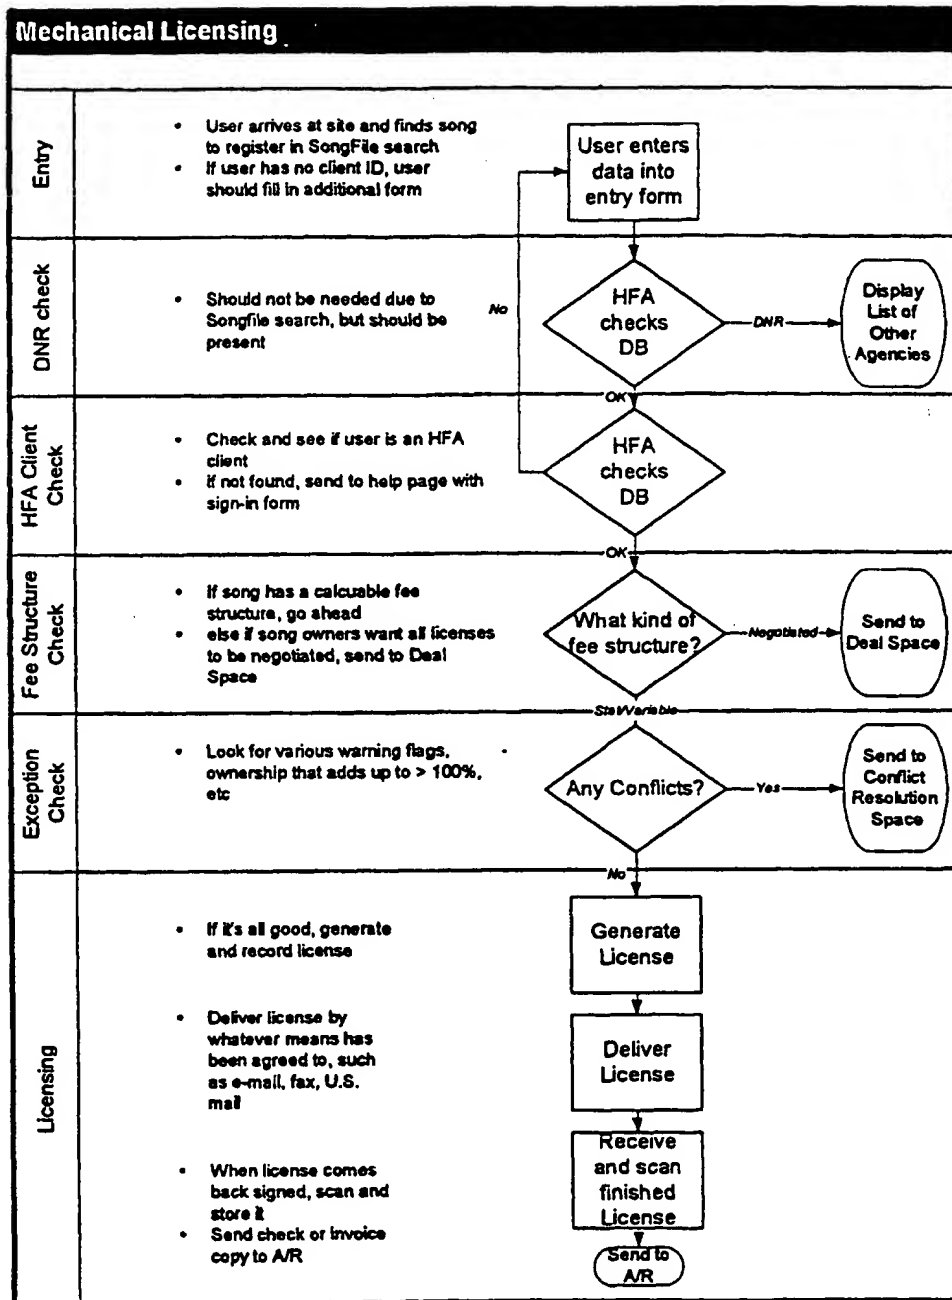 Mechanical Licensing
Entry
• User arrives at site and finds song
to register in SongFile search
• If user has no client ID, user
should fill in additional form
User enters
data into
entry form
DNR check
• Should not be needed due to
Songfile search, but should be
present
No
HFA
checks
DB
DNR
Display
List of
Other
Agencies
OK
HFA Client
Check
• Check and see if user is an HFA
client
• if not found, send to help page with
sign-in form
HFA
checks
DB
OK
Fee Structure
Check
• If song has a calcuable fee
structure, go ahead
• else if song owners want all licenses
to be negotiated, send to Deal
Space
What kind of
fee structure?
Negotiated
Send to
Deal Space
Stat/Variable
Exception
Check
• Look for various warning flags,
ownership that adds up to > 100%,
etc
Any Conflicts?
Yes
Send to
Conflict
Resolution
Space
No
Licensing
• If it's all good, generate
and record license
Generate
License
• Deliver license by
whatever means has
been agreed to, such
as e-mail, fax, U.S.
mail
Deliver
License
• When license comes
back signed, scan and
store it
• Send check or invoice
copy to A/R
Receive
and scan
finished
License
Send to
A/R